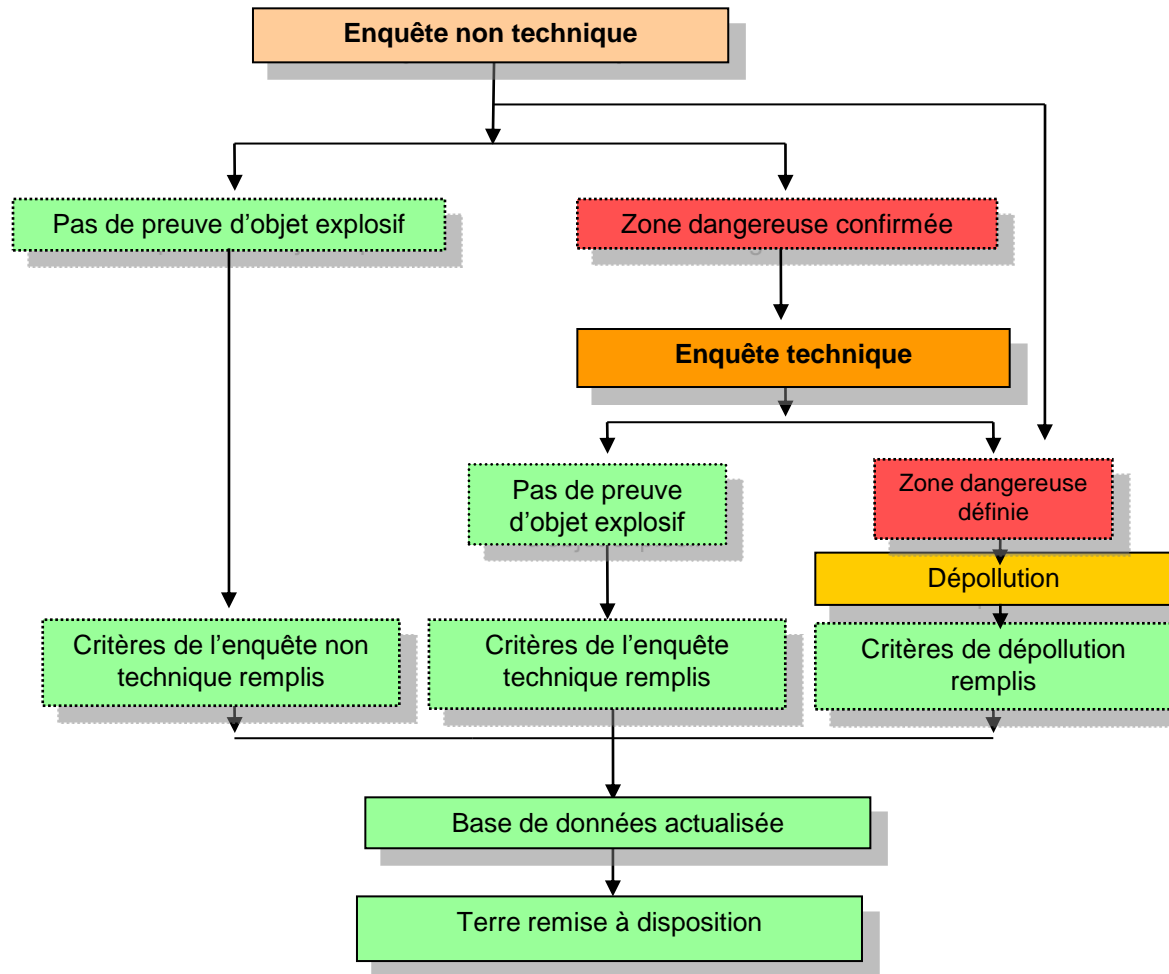 Enquête non technique
Pas de preuve d'objet explosif
Zone dangereuse confirmée
Enquête technique
Pas de preuve
d'objet explosif
Zone dangereuse
définie
Dépollution
Critères de l'enquête non
technique remplis
Critères de l'enquête
technique remplis
Critères de dépollution
remplis
Base de données actualisée
Terre remise à disposition